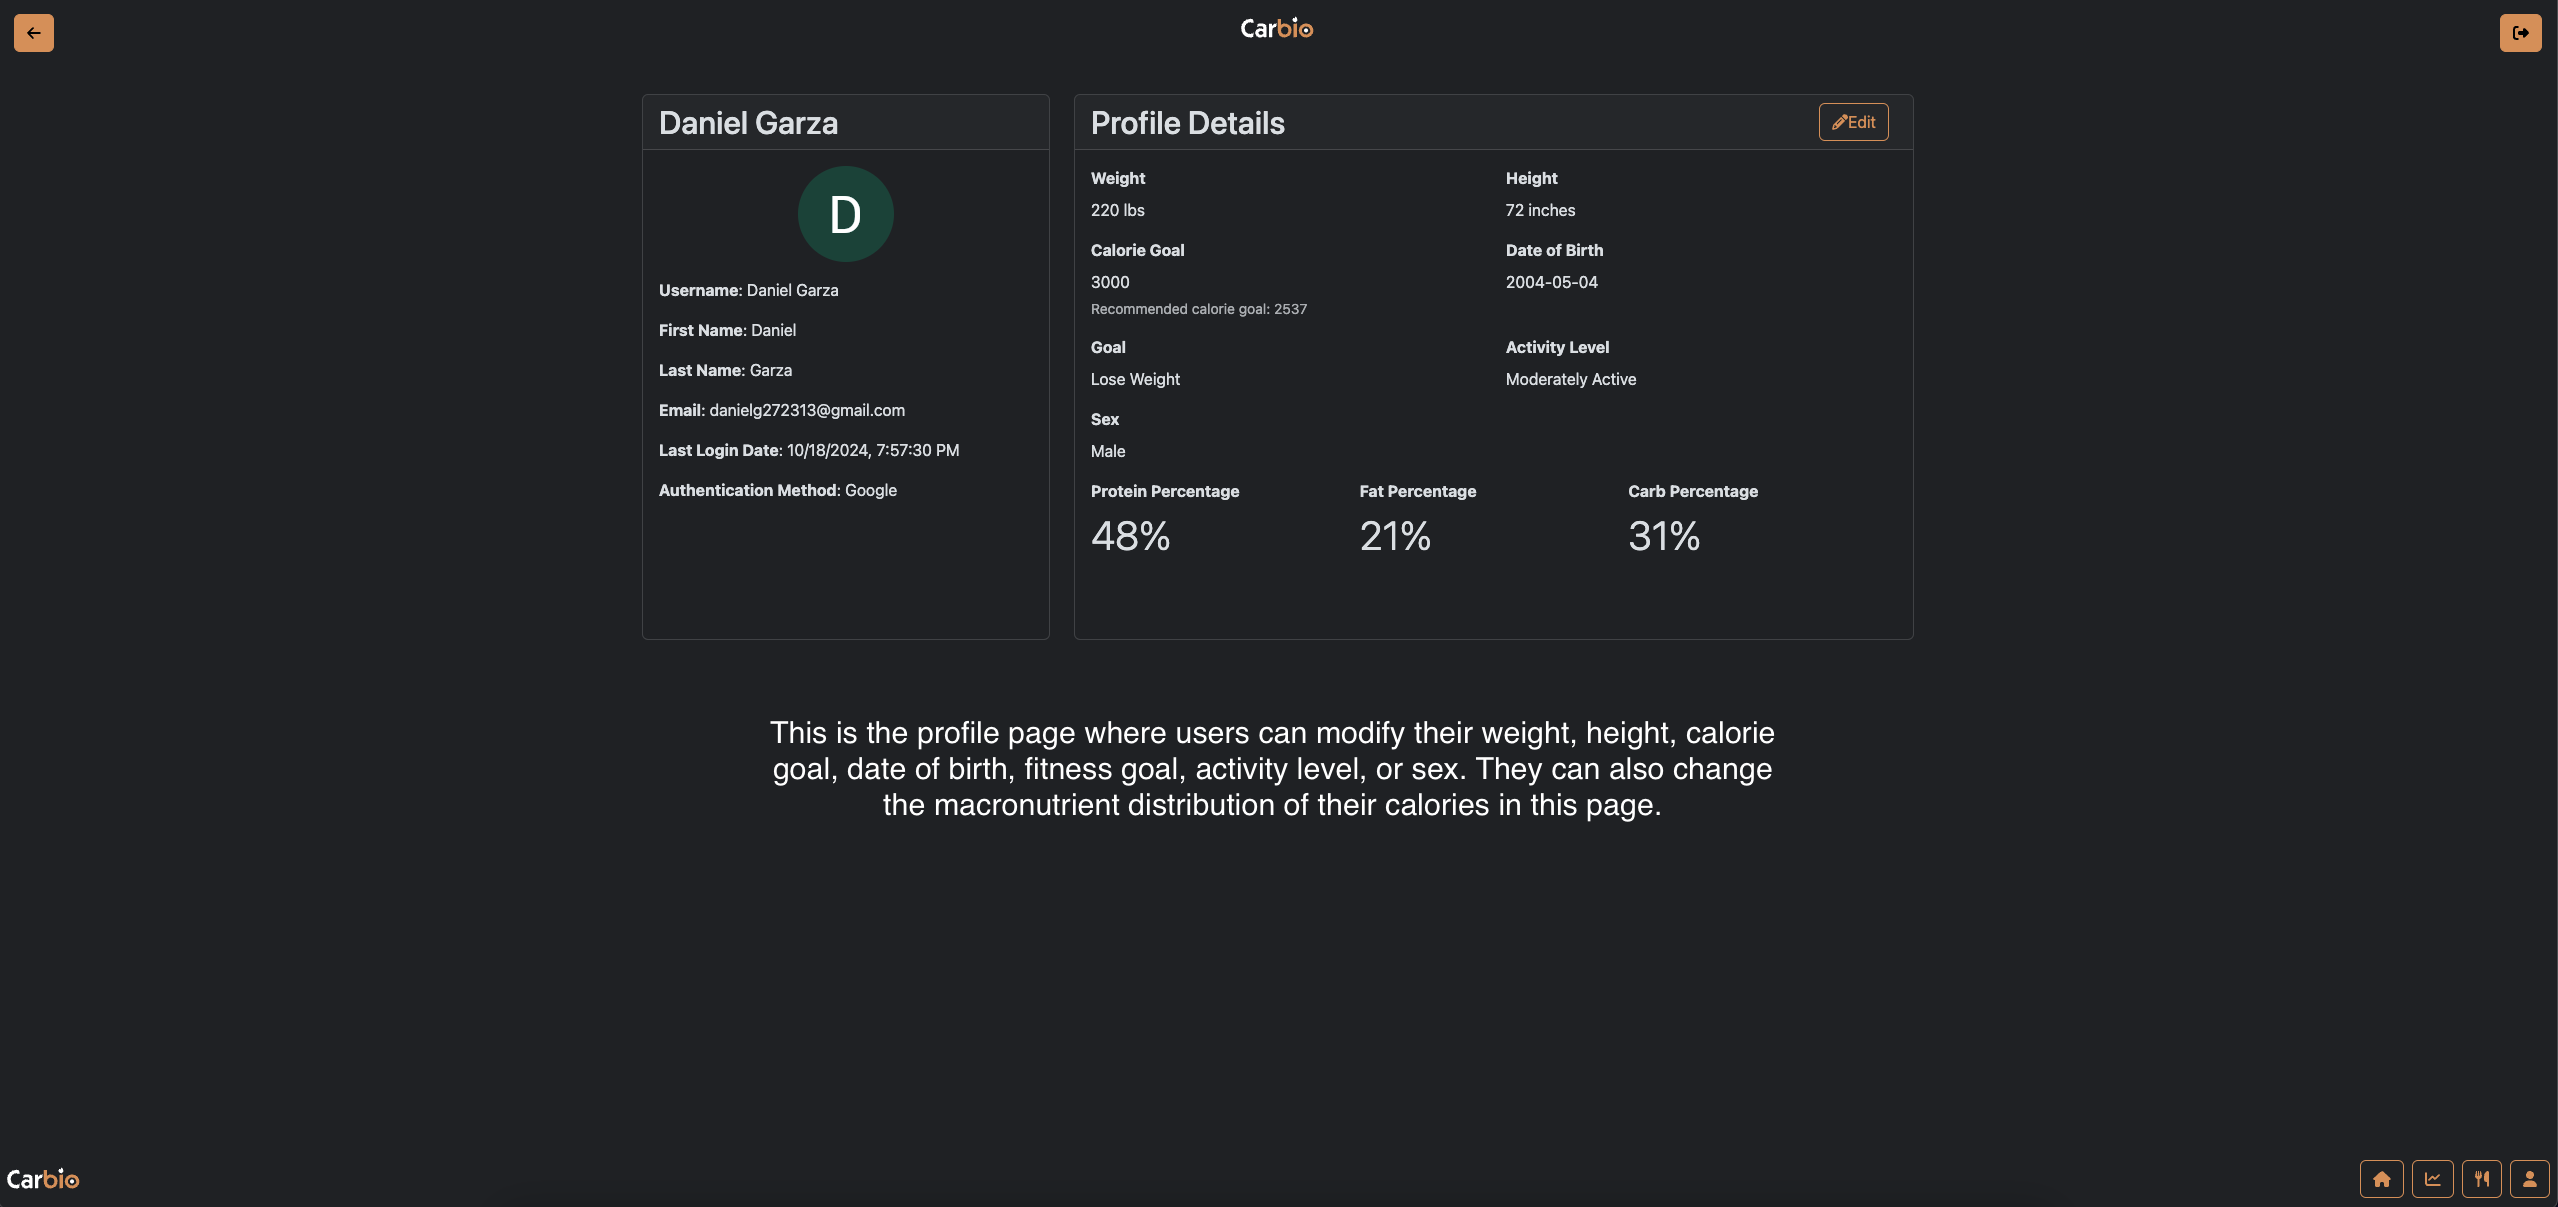 Carbio
Daniel Garza
D
Username: Daniel Garza
First Name: Daniel
Last Name: Garza
Email: danielg272313@gmail.com
Last Login Date: 10/18/2024, 7:57:30 PM
Authentication Method: Google
Profile Details
Edit
Weight
220 lbs
Height
72 inches
Calorie Goal
3000
Recommended calorie goal: 2537
Date of Birth
2004-05-04
Goal
Lose Weight
Activity Level
Moderately Active
Sex
Male
Protein Percentage
48%
Fat Percentage
21%
Carb Percentage
31%
This is the profile page where users can modify their weight, height, calorie
goal, date of birth, fitness goal, activity level, or sex. They can also change
the macronutrient distribution of their calories in this page.
Carbio